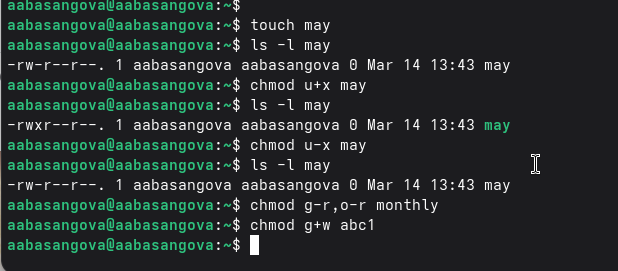 aabasangova@aabasangova:~$
aabasangova@aabasangova:~$ touch may
aabasangova@aabasangova:~$ ls -l may
-rw-r--r--. 1 aabasangova aabasangova 0 Mar 14 13:43 may
aabasangova@aabasangova:~$ chmod u+x may
aabasangova@aabasangova:~$ ls -l may
-rwxr--r--. 1 aabasangova aabasangova 0 Mar 14 13:43 may
aabasangova@aabasangova:~$ chmod u-x may
aabasangova@aabasangova:~$ ls -l may
-rw-r--r--. 1 aabasangova aabasangova 0 Mar 14 13:43 may
aabasangova@aabasangova:~$ chmod g-r,o-r monthly
aabasangova@aabasangova:~$ chmod g+w abc1
aabasangova@aabasangova:~$